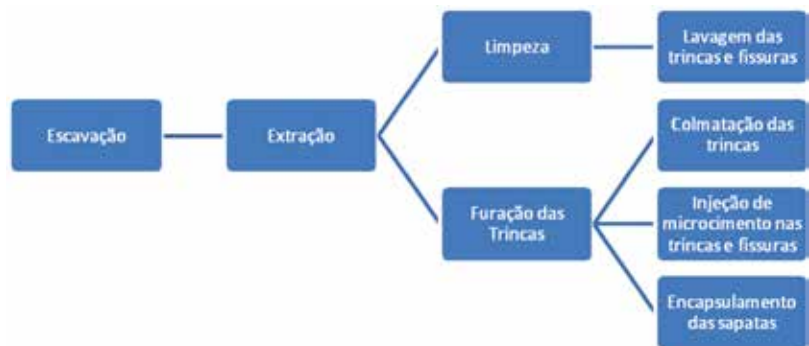 Escavação
Extração
Limpeza
Lavagem das
trincas e fissuras
Furação das
Trincas
Colmatação das
trincas
Injeção de
microcimento nas
trincas e fissuras
Encapsulamento
das sapatas